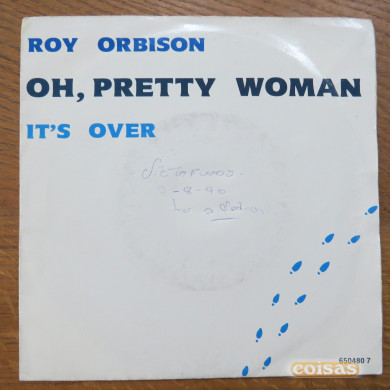 ROY ORBISON
OH, PRETTY WOMAN
IT'S OVER
650480 7
coisas